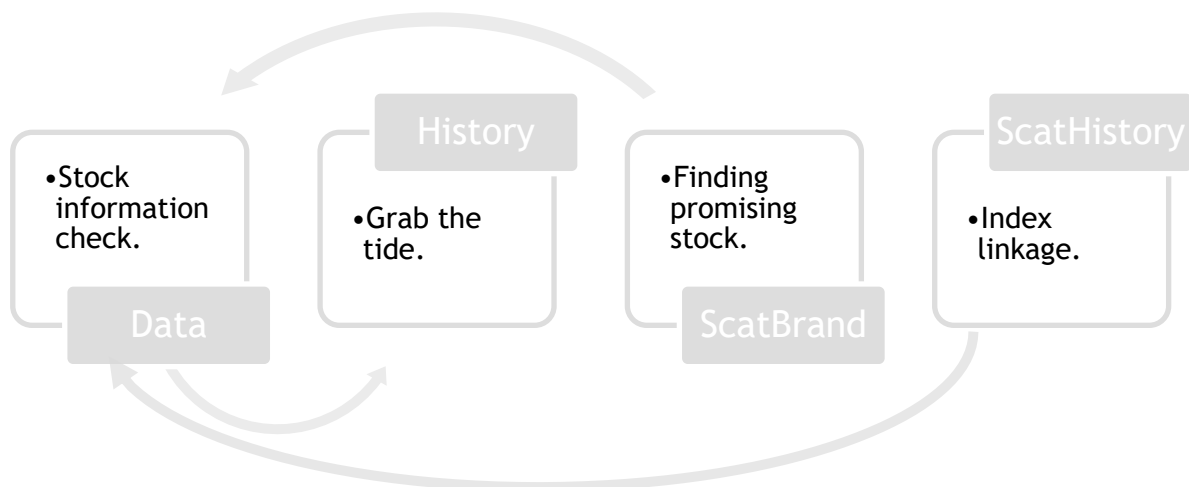 •Stock
information
check.
Data
History
•Grab the
tide.
•Finding
promising
stock.
ScatBrand
ScatHistory
•Index
linkage.